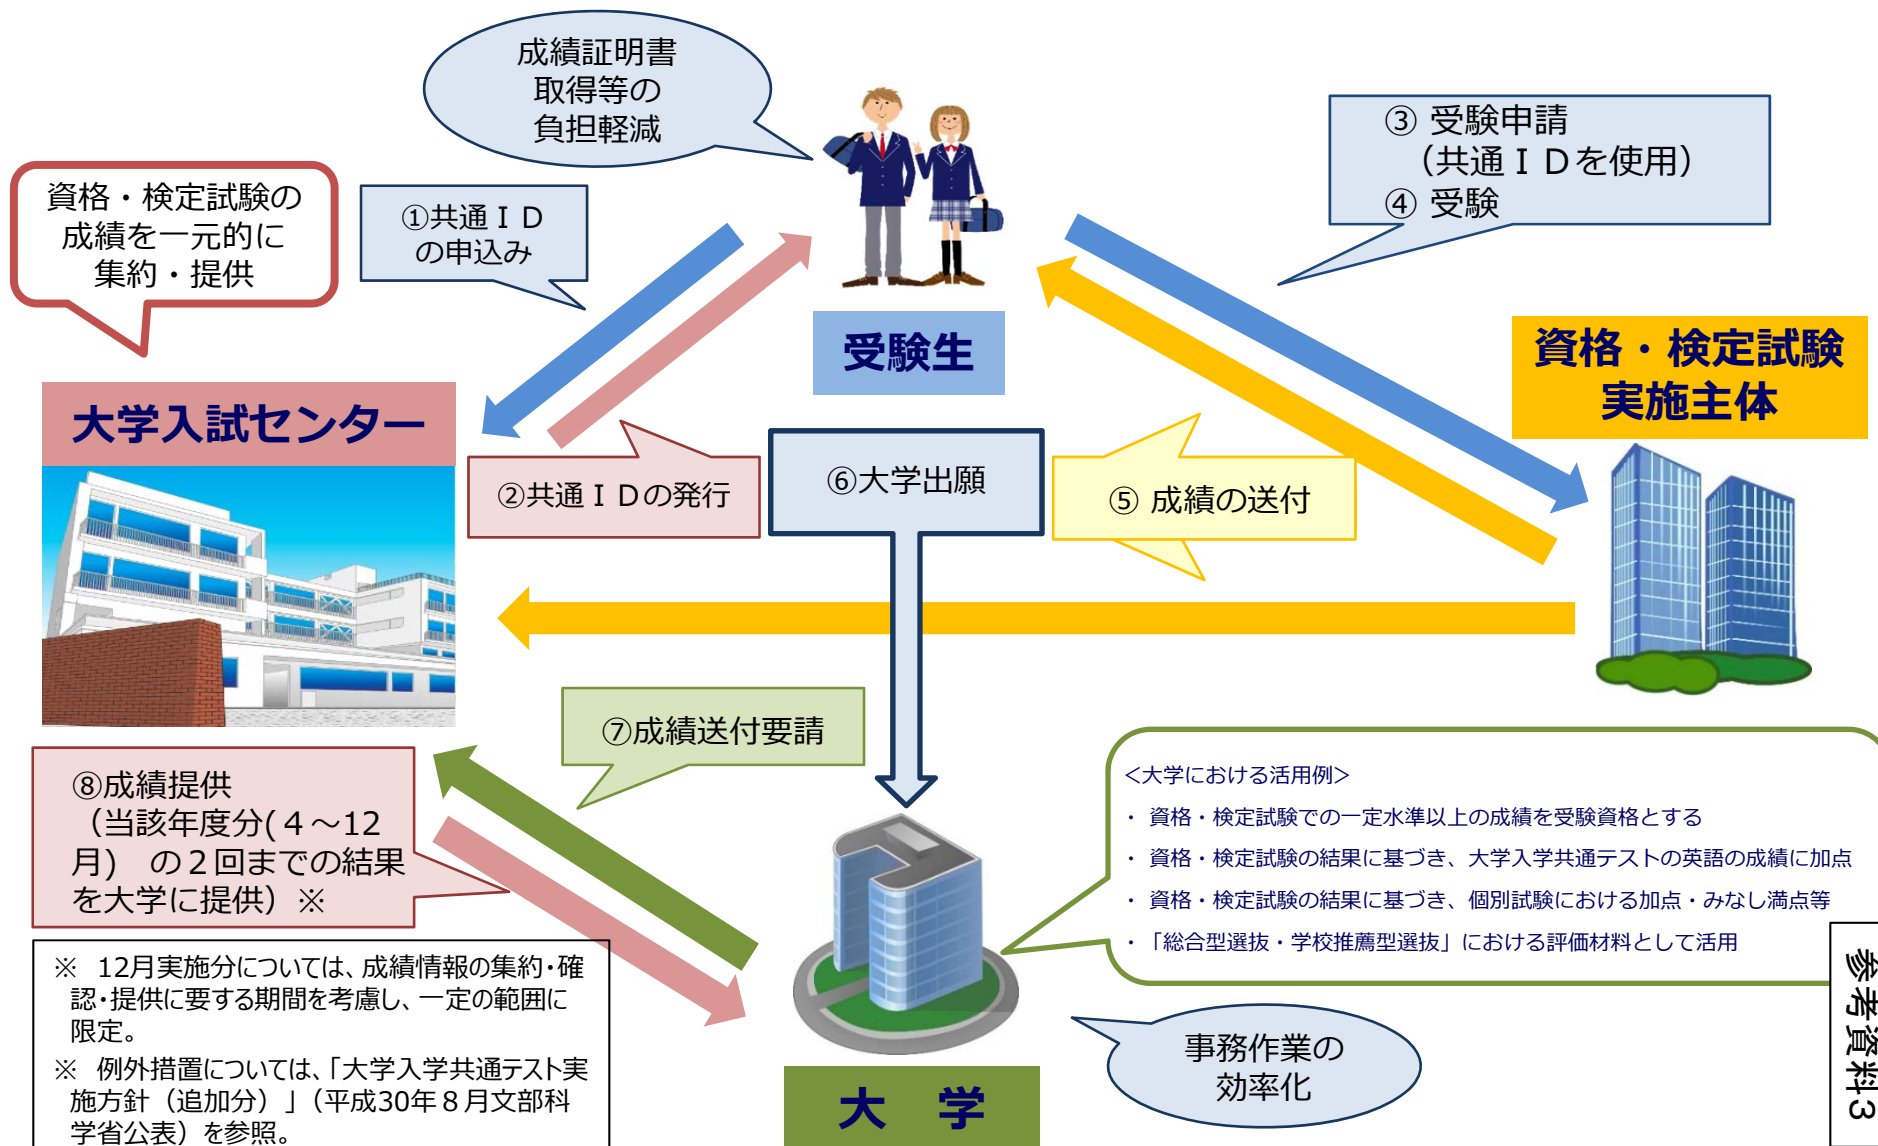 成績証明書
取得等の
負担軽減
③ 受験申請
（共通ＩＤを使用）
④ 受験
資格・検定試験の
成績を一元的に
集約・提供
①共通ＩＤ
の申込み
受験生
資格・検定試験
実施主体
大学入試センター
②共通ＩＤの発行
⑥大学出願
⑤ 成績の送付
⑦成績送付要請
⑧成績提供
（当該年度分(４～12
月)　の２回までの結果
を大学に提供）※
＜大学における活用例＞
・ 資格・検定試験での一定水準以上の成績を受験資格とする
・ 資格・検定試験の結果に基づき、大学入学共通テストの英語の成績に加点
・ 資格・検定試験の結果に基づき、個別試験における加点・みなし満点等
・「総合型選抜・学校推薦型選抜」における評価材料として活用
※　12月実施分については、成績情報の集約・確
認・提供に要する期間を考慮し、一定の範囲に
限定。
※　例外措置については、「大学入学共通テスト実
施方針（追加分）」（平成30年８月文部科
学省公表）を参照。
事務作業の
効率化
大　学
参考資料3